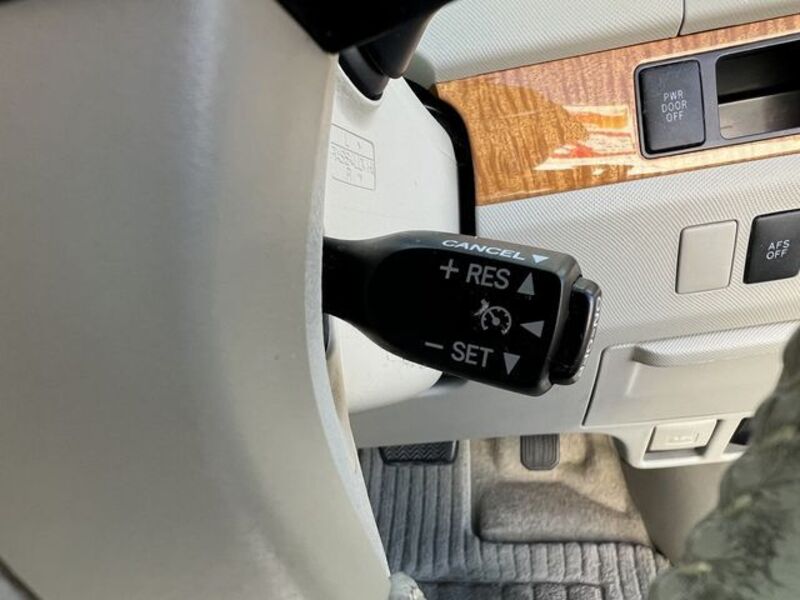 PWR
DOOR
OFF
AFS
OFF
CANCEL ▼
+ RES ▲
◀
− SET ▼